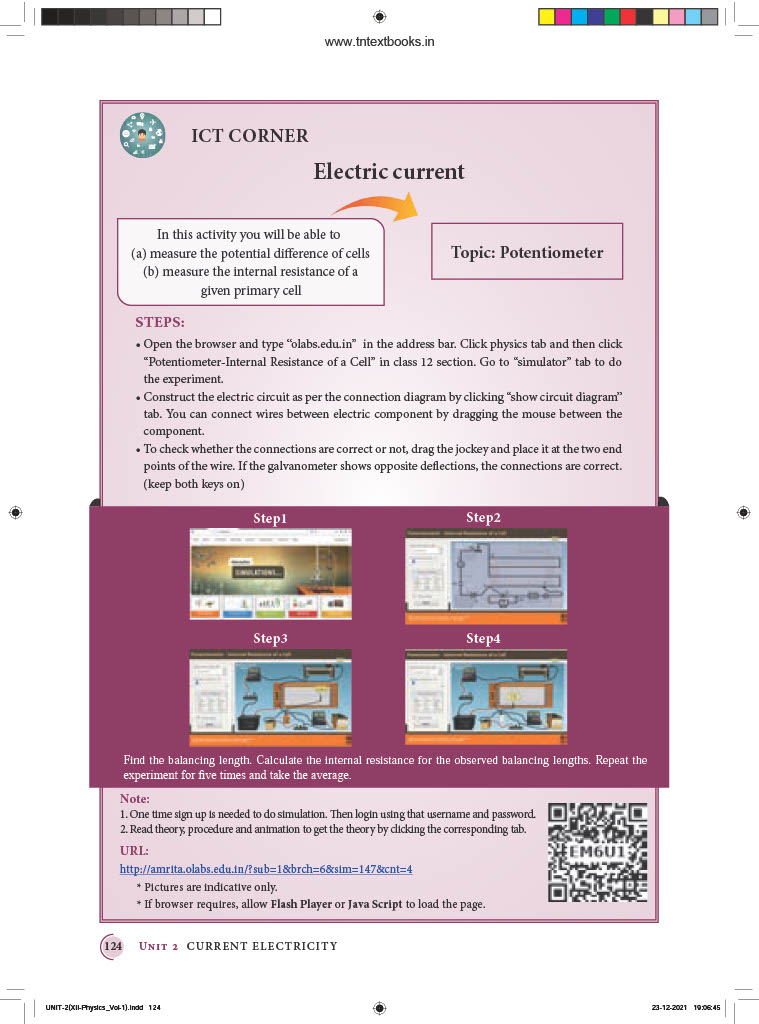 www.tntextbooks.in
ICT CORNER
Electric current
In this activity you will be able to
(a) measure the potential difference of cells
(b) measure the internal resistance of a
given primary cell
Topic: Potentiometer
STEPS:
• Open the browser and type “olabs.edu.in” in the address bar. Click physics tab and then click
“Potentiometer-Internal Resistance of a Cell” in class 12 section. Go to “simulator” tab to do
the experiment.
• Construct the electric circuit as per the connection diagram by clicking “show circuit diagram”
tab. You can connect wires between electric component by dragging the mouse between the
component.
• To check whether the connections are correct or not, drag the jockey and place it at the two end
points of the wire. If the galvanometer shows opposite deflections, the connections are correct.
(keep both keys on)
Step1
Step2
SIMULATIONS...
Step3
Step4
Find the balancing length. Calculate the internal resistance for the observed balancing lengths. Repeat the
experiment for five times and take the average.
Note:
1. One time sign up is needed to do simulation. Then login using that username and password.
2. Read theory, procedure and animation to get the theory by clicking the corresponding tab.
EM6U1
URL:
http://amrita.olabs.edu.in/?sub=1&brch=6&sim=147&cnt=4
* Pictures are indicative only.
* If browser requires, allow Flash Player or Java Script to load the page.
124 UNIT 2 CURRENT ELECTRICITY
UNIT-2(XII-Physics_Vol-1).indd 124
23-12-2021 19:06:45